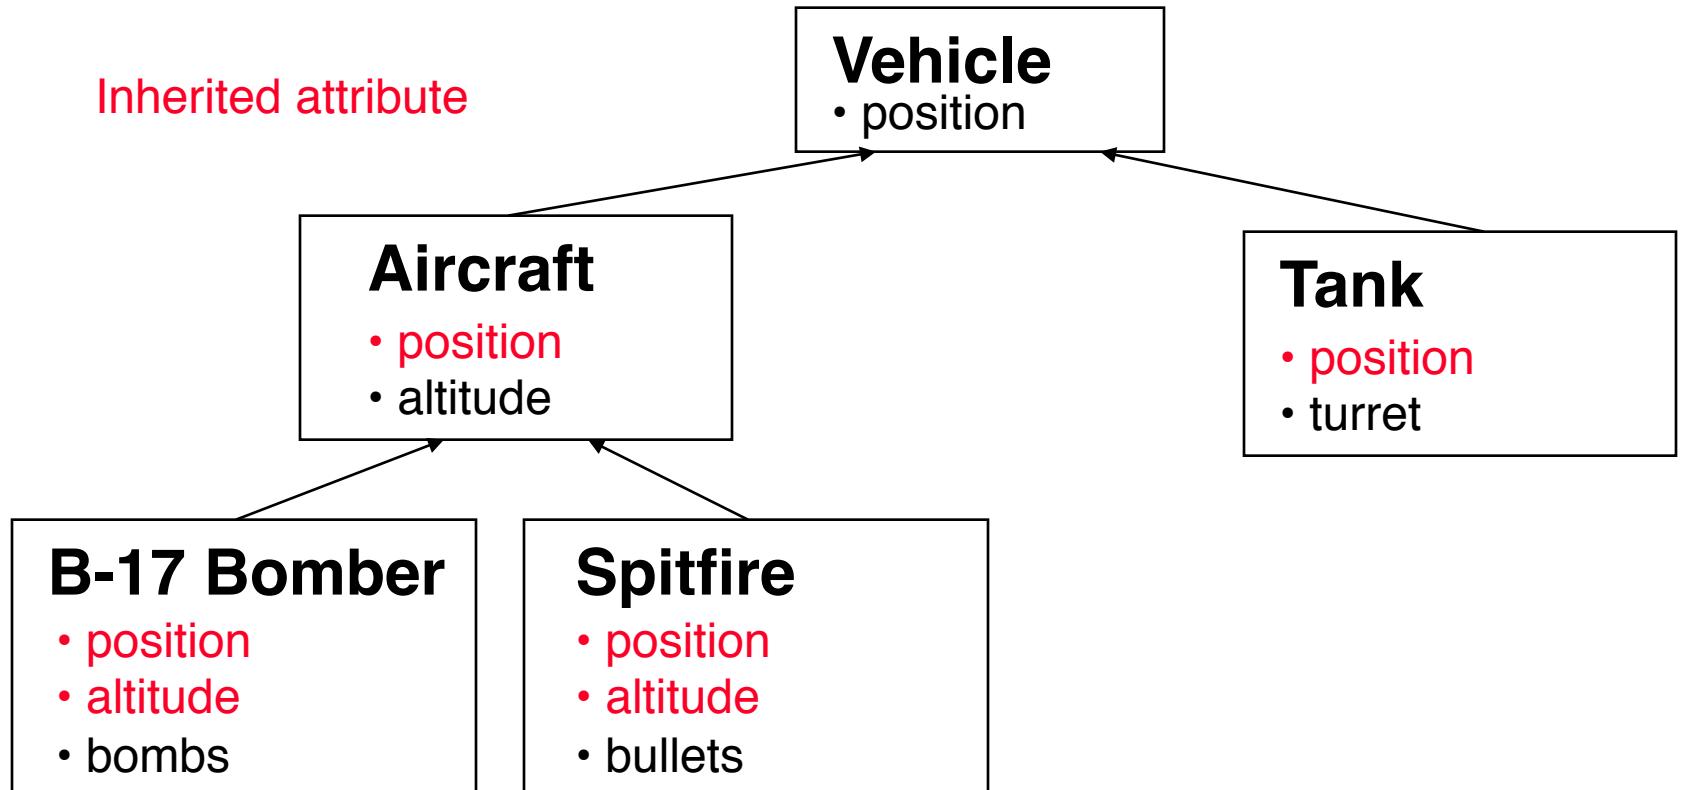 Inherited attribute
Vehicle
• position
Aircraft
• position
• altitude
Tank
• position
• turret
B-17 Bomber
• position
• altitude
• bombs
Spitfire
• position
• altitude
• bullets